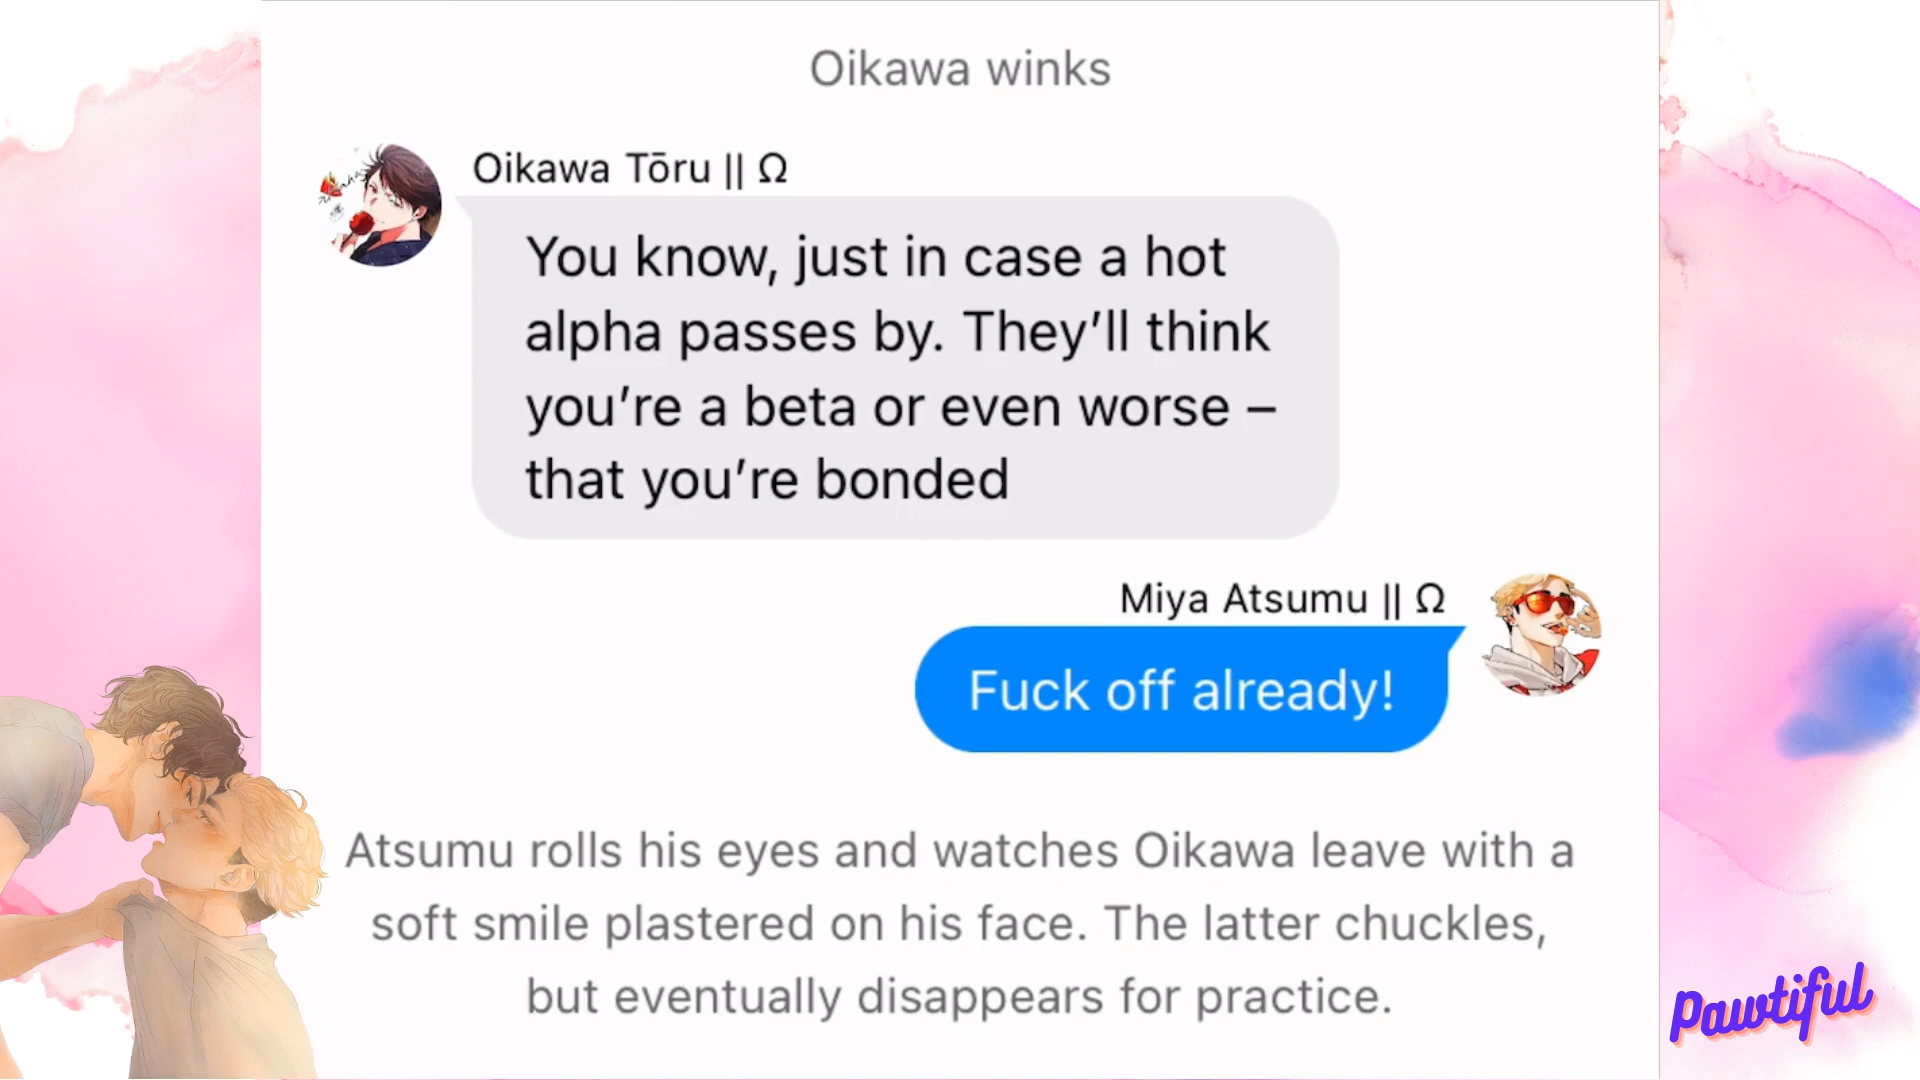 Oikawa winks
Oikawa Tōru || Ω
You know, just in case a hot
alpha passes by. They’ll think
you’re a beta or even worse –
that you’re bonded
Miya Atsumu || Ω
Fuck off already!
Atsumu rolls his eyes and watches Oikawa leave with a
soft smile plastered on his face. The latter chuckles,
but eventually disappears for practice.
Pawtiful